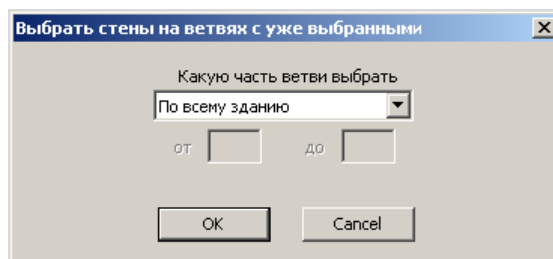 Выбрать стены на ветвях с уже выбранными
Какую часть ветви выбрать
По всему зданию
от до
OK Cancel